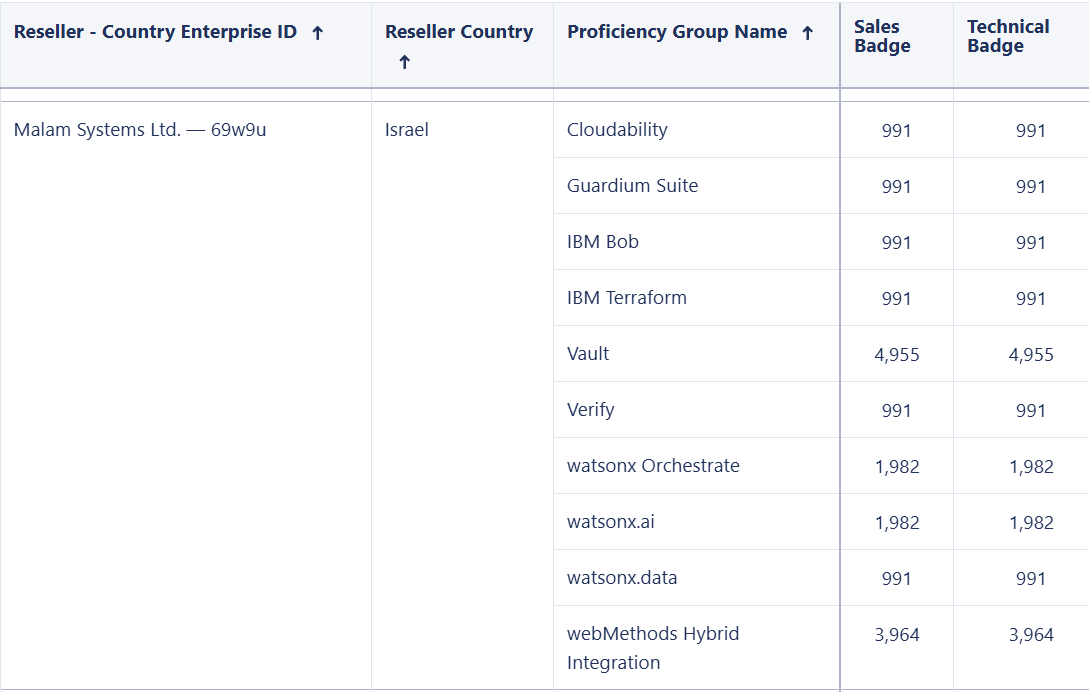 Reseller - Country Enterprise ID ↑ Reseller Country ↑ Proficiency Group Name ↑ Sales Badge Technical Badge
Malam Systems Ltd. — 69w9u Israel Cloudability 991 991
Guardium Suite 991 991
IBM Bob 991 991
IBM Terraform 991 991
Vault 4,955 4,955
Verify 991 991
watsonx Orchestrate 1,982 1,982
watsonx.ai 1,982 1,982
watsonx.data 991 991
webMethods Hybrid 3,964 3,964
Integration